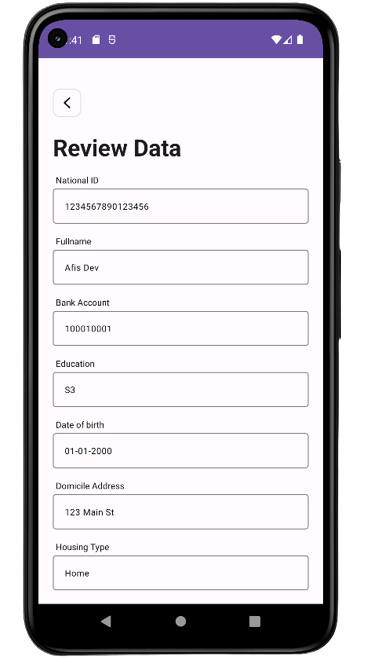 :41
Review Data
National ID
1234567890123456
Fullname
Afis Dev
Bank Account
100010001
Education
S3
Date of birth
01-01-2000
Domicile Address
123 Main St
Housing Type
Home